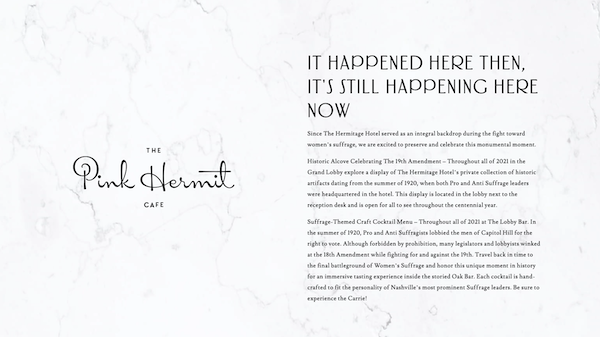 THE
Pink Hermit
CAFE
IT HAPPENED HERE THEN,
IT'S STILL HAPPENING HERE
NOW
Since The Hermitage Hotel served as an integral backdrop during the fight toward
women's suffrage, we are excited to preserve and celebrate this monumental moment.
Historic Alcove Celebrating The 19th Amendment – Throughout all of 2021 in the
Grand Lobby explore a display of The Hermitage Hotel's private collection of historic
artifacts dating from the summer of 1920, when both Pro and Anti Suffrage leaders
were headquartered in the hotel. This display is located in the lobby next to the
reception desk and is open for all to see throughout the centennial year.
Suffrage-Themed Craft Cocktail Menu – Throughout all of 2021 at The Lobby Bar. In
the summer of 1920, Pro and Anti Suffragists lobbied the men of Capitol Hill for the
right to vote. Although forbidden by prohibition, many legislators and lobbyists winked
at the 18th Amendment while fighting for and against the 19th. Travel back in time to
the final battleground of Women's Suffrage and honor this unique moment in history
for an immersive tasting experience inside the storied Oak Bar. Each cocktail is hand-
crafted to fit the personality of Nashville's most prominent Suffrage leaders. Be sure to
experience the Carrie!